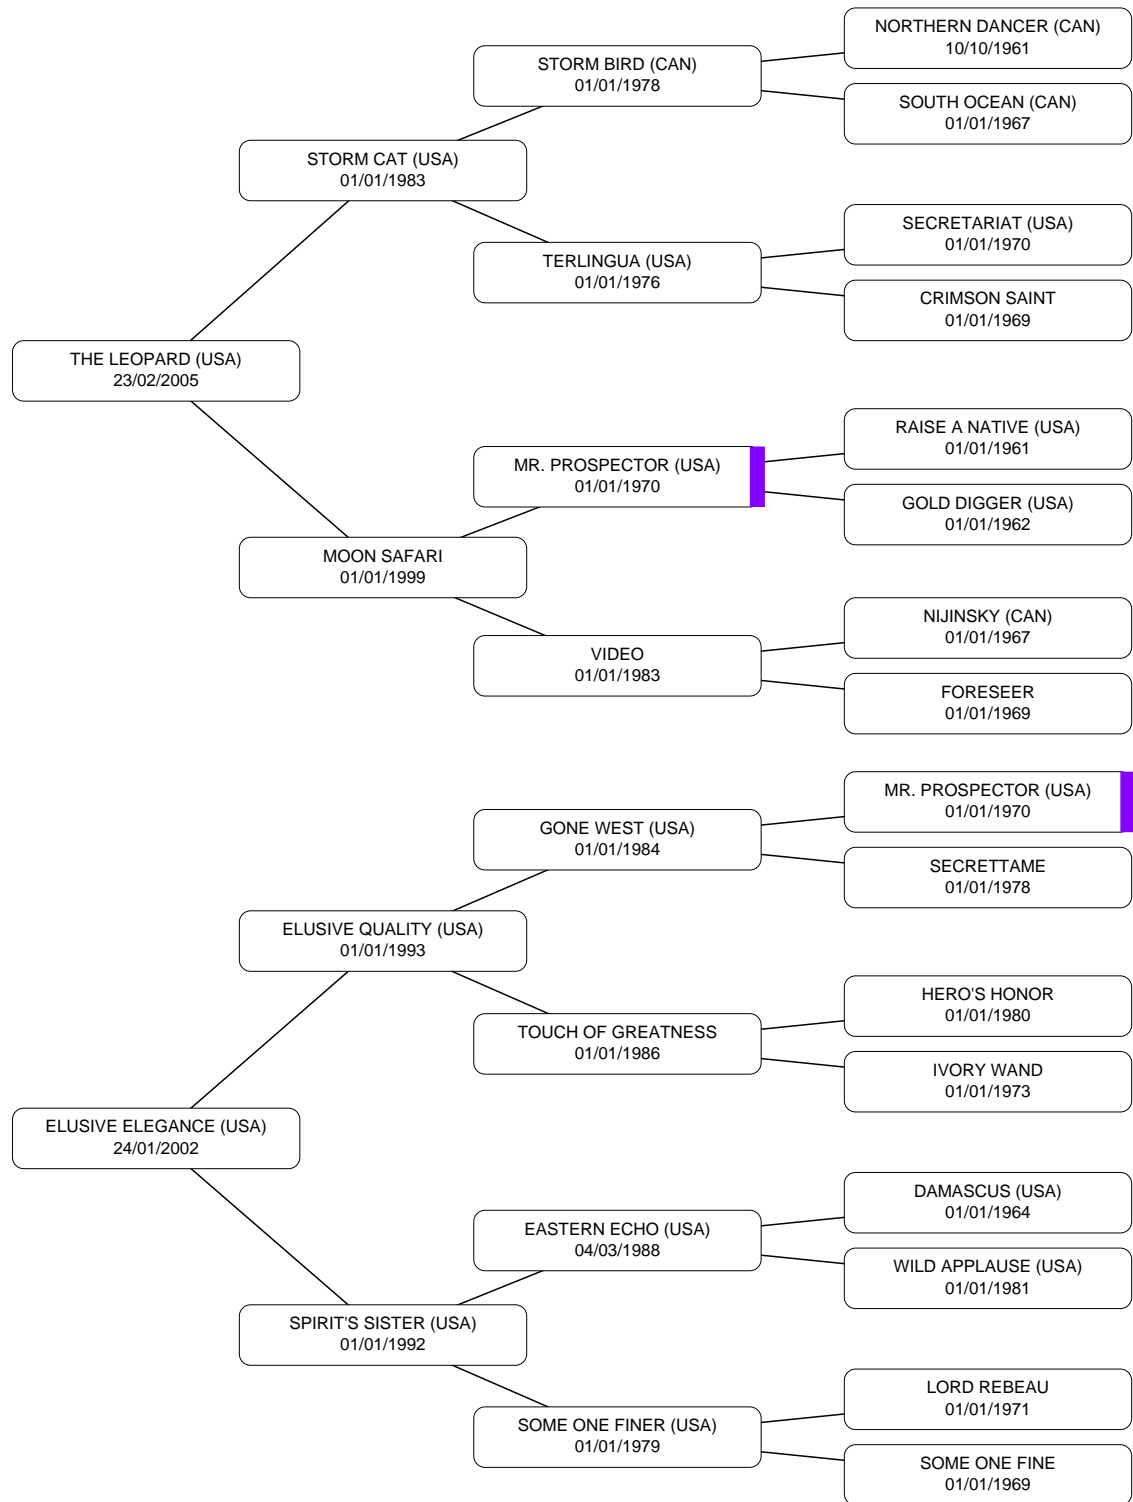 NORTHERN DANCER (CAN)
10/10/1961
STORM BIRD (CAN)
01/01/1978
SOUTH OCEAN (CAN)
01/01/1967
STORM CAT (USA)
01/01/1983
SECRETARIAT (USA)
01/01/1970
TERLINGUA (USA)
01/01/1976
CRIMSON SAINT
01/01/1969
THE LEOPARD (USA)
23/02/2005
RAISE A NATIVE (USA)
01/01/1961
MR. PROSPECTOR (USA)
01/01/1970
GOLD DIGGER (USA)
01/01/1962
MOON SAFARI
01/01/1999
NIJINSKY (CAN)
01/01/1967
VIDEO
01/01/1983
FORESEER
01/01/1969
MR. PROSPECTOR (USA)
01/01/1970
GONE WEST (USA)
01/01/1984
SECRETTAME
01/01/1978
ELUSIVE QUALITY (USA)
01/01/1993
HERO'S HONOR
01/01/1980
TOUCH OF GREATNESS
01/01/1986
IVORY WAND
01/01/1973
ELUSIVE ELEGANCE (USA)
24/01/2002
DAMASCUS (USA)
01/01/1964
EASTERN ECHO (USA)
04/03/1988
WILD APPLAUSE (USA)
01/01/1981
SPIRIT'S SISTER (USA)
01/01/1992
LORD REBEAU
01/01/1971
SOME ONE FINER (USA)
01/01/1979
SOME ONE FINE
01/01/1969